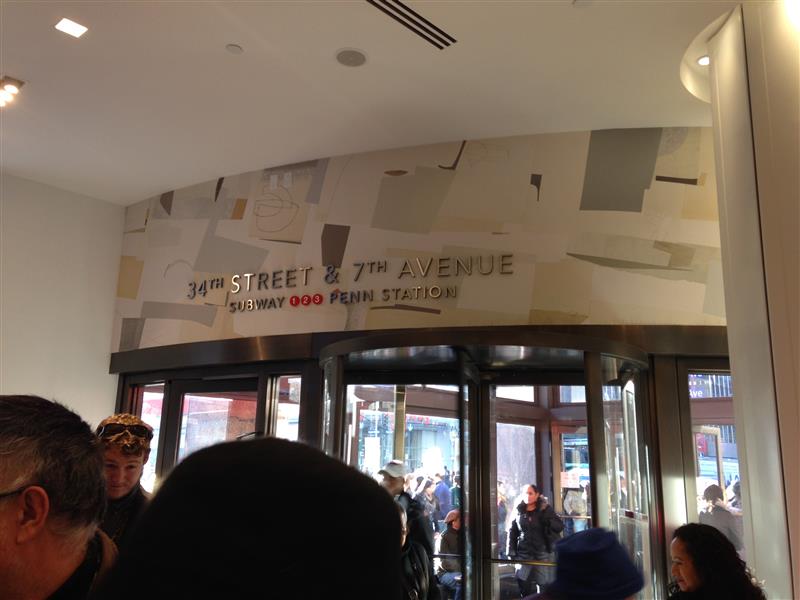 34TH STREET & 7TH AVENUE
SUBWAY 1 2 3 PENN STATION